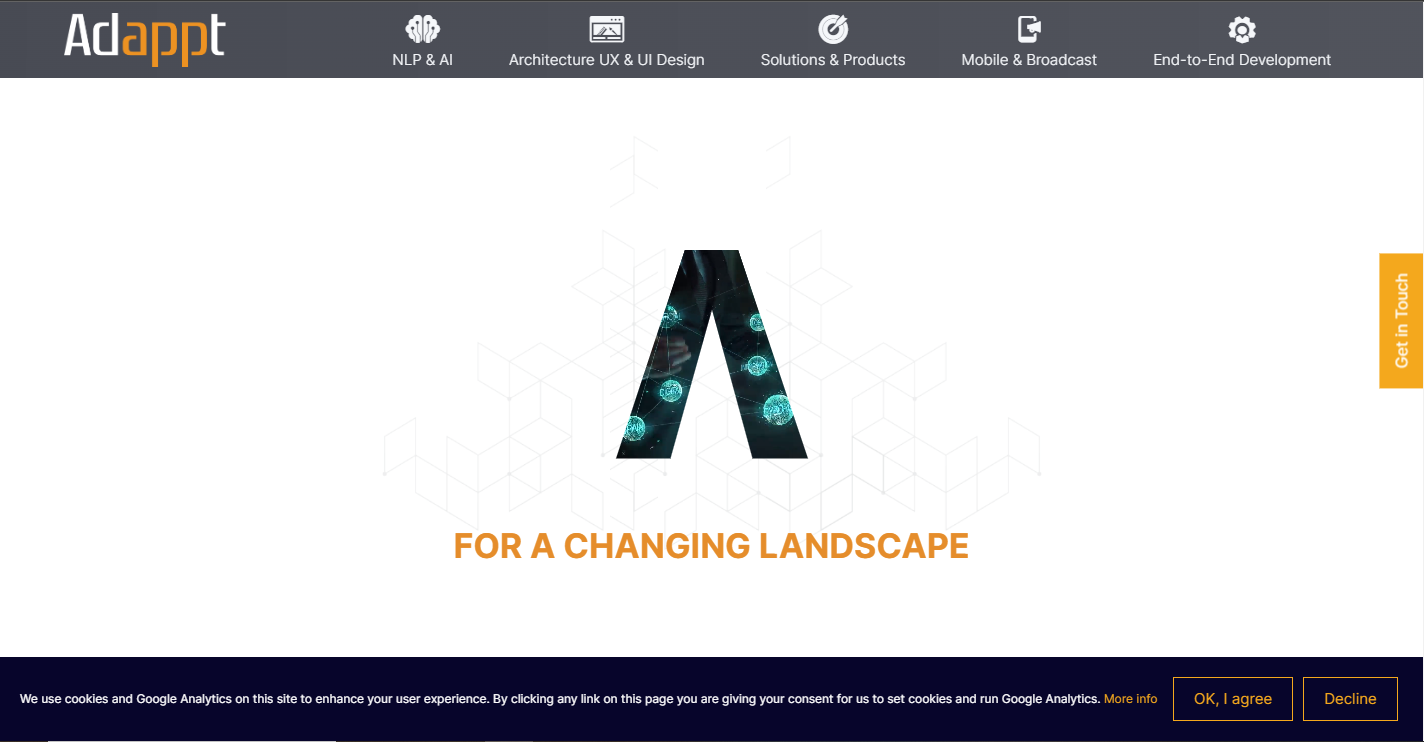 Adappt
NLP & AI
Architecture UX & UI Design
Solutions & Products
Mobile & Broadcast
End-to-End Development
Get in Touch
FOR A CHANGING LANDSCAPE
We use cookies and Google Analytics on this site to enhance your user experience. By clicking any link on this page you are giving your consent for us to set cookies and run Google Analytics. More info
OK, I agree
Decline